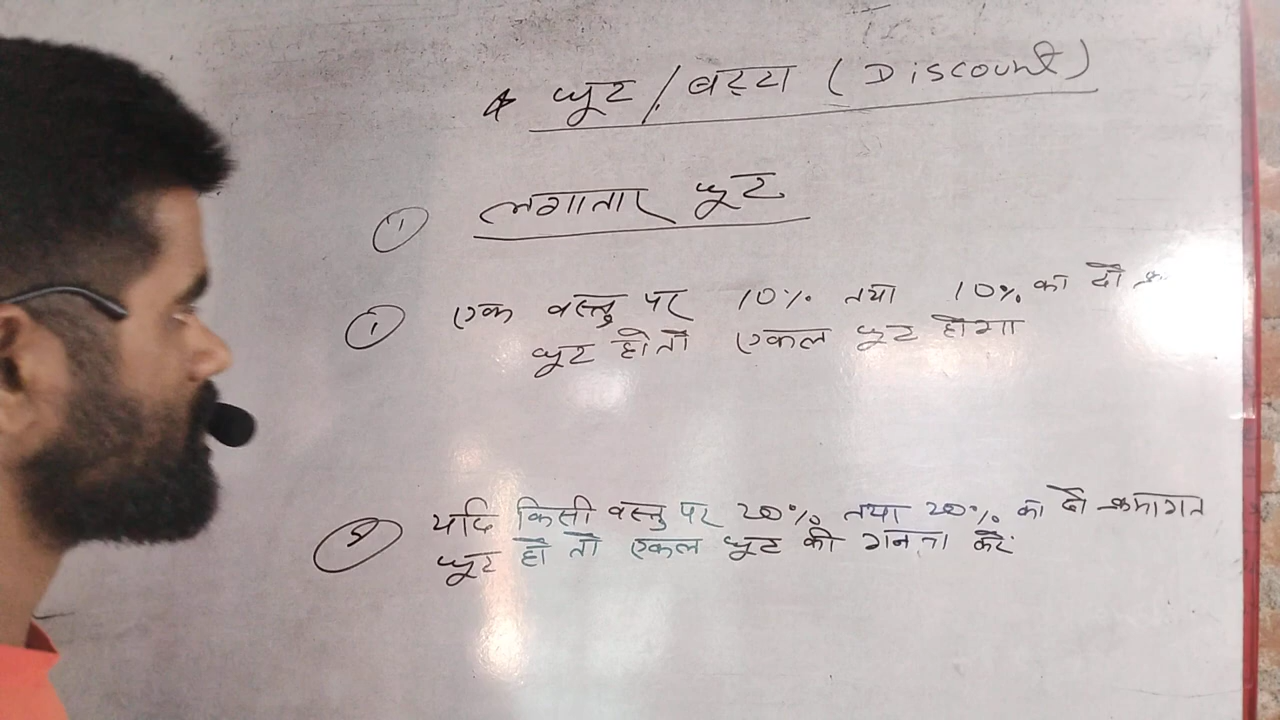 * छूट / बट्टा ( Discount )
① लगातार छूट
① एक वस्तु पर 10% तथा 10% का दो
छूट हो तो एकल छूट होगा
② यदि किसी वस्तु पर 20% तथा 20% का दो क्रमागत
छूट हो तो एकल छूट की गनना करें